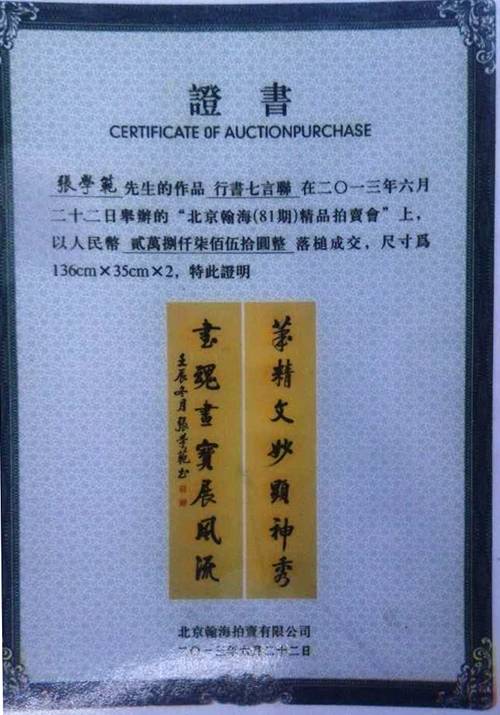 證書
CERTIFICATE OF AUCTIONPURCHASE
張學範 先生的作品 行書七言聯 在二〇一三年六月
二十二日舉辦的“北京翰海(81期)精品拍賣會”上，
以人民幣 貳萬捌仟柒佰伍拾圓整 落槌成交，尺寸爲
136cm×35cm×2，特此證明
筆精文妙顯神秀
書魂畫寶展風流
壬辰冬月張學範書
北京翰海拍賣有限公司
二〇一三年六月二十二日